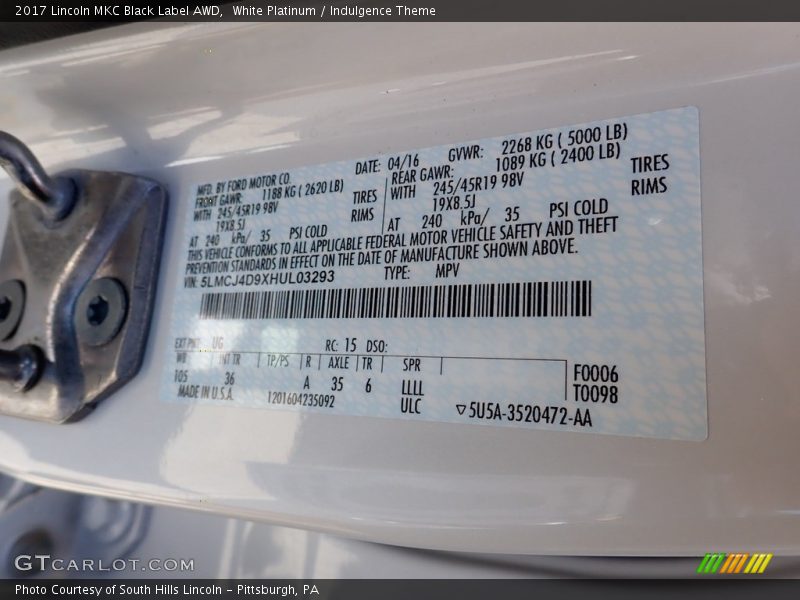 2017 Lincoln MKC Black Label AWD,  White Platinum / Indulgence Theme
MFD. BY FORD MOTOR CO. DATE: 04/16 GVWR: 2268 KG ( 5000 LB)
FRONT GAWR: 1188 KG ( 2620 LB) REAR GAWR: 1089 KG ( 2400 LB)
WITH 245/45R19 98V TIRES WITH 245/45R19 98V TIRES
19X8.5J RIMS 19X8.5J RIMS
AT 240 kPa/ 35 PSI COLD AT 240 kPa/ 35 PSI COLD
THIS VEHICLE CONFORMS TO ALL APPLICABLE FEDERAL MOTOR VEHICLE SAFETY AND THEFT
PREVENTION STANDARDS IN EFFECT ON THE DATE OF MANUFACTURE SHOWN ABOVE.
VIN: 5LMCJ4D9XHUL03293 TYPE: MPV
EXT PNT: UG RC: 15 DSO:
WB INT TR TP/PS R AXLE TR SPR
105 36 A 35 6 LLLL F0006
MADE IN U.S.A. 1201604235092 ULC T0098
▽5U5A-3520472-AA
GTCARLOT.COM
Photo Courtesy of South Hills Lincoln - Pittsburgh, PA